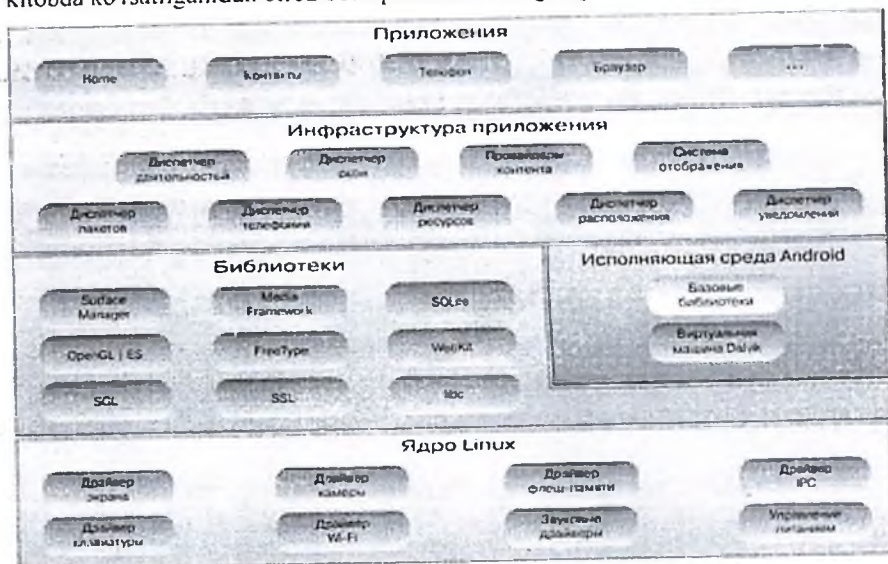 Приложения
Home Контакты Телефон Браузер ...
Инфраструктура приложения
Диспетчер Диспетчер Провайдеры Система
деятельностей окон контента отображения
Диспетчер Диспетчер Диспетчер Диспетчер Диспетчер
пакетов телефонии ресурсов расположения уведомлений
Библиотеки Исполняющая среда Android
Surface Media SQLite Базовые
Manager Framework библиотеки
OpenGL | ES FreeType WebKit Виртуальная
машина Dalvik
SGL SSL libc
Ядро Linux
Драйвер Драйвер Драйвер Драйвер
экрана камеры флеш-памяти IPC
Драйвер Драйвер Звуковые Управление
клавиатуры Wi-Fi драйверы питанием